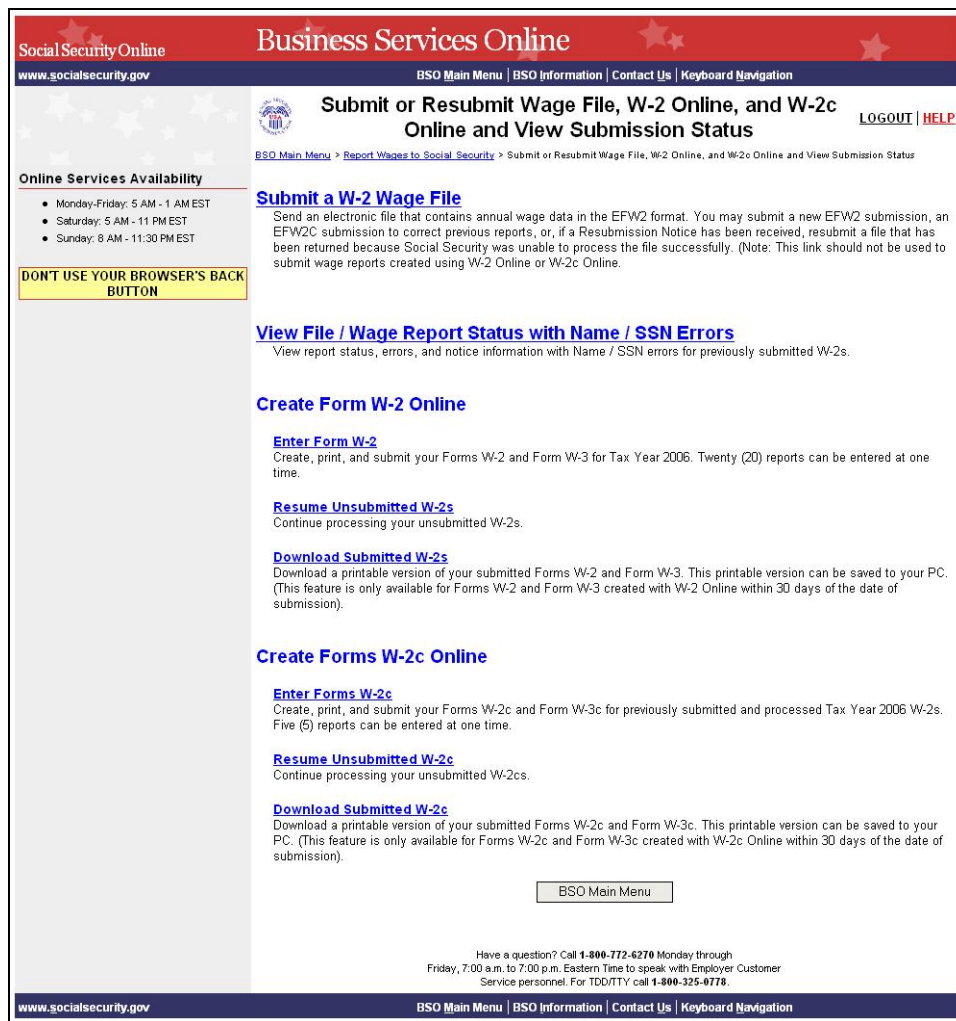 Social Security Online
Business Services Online
www.socialsecurity.gov
BSO Main Menu | BSO Information | Contact Us | Keyboard Navigation
Submit or Resubmit Wage File, W-2 Online, and W-2c
Online and View Submission Status
LOGOUT | HELP
BSO Main Menu > Report Wages to Social Security > Submit or Resubmit Wage File, W-2 Online, and W-2c Online and View Submission Status
Online Services Availability
• Monday-Friday: 5 AM - 1 AM EST
• Saturday: 5 AM - 11 PM EST
• Sunday: 8 AM - 11:30 PM EST
DON'T USE YOUR BROWSER'S BACK
BUTTON
Submit a W-2 Wage File
Send an electronic file that contains annual wage data in the EFW2 format. You may submit a new EFW2 submission, an
EFW2C submission to correct previous reports, or, if a Resubmission Notice has been received, resubmit a file that has
been returned because Social Security was unable to process the file successfully. (Note: This link should not be used to
submit wage reports created using W-2 Online or W-2c Online.
View File / Wage Report Status with Name / SSN Errors
View report status, errors, and notice information with Name / SSN errors for previously submitted W-2s.
Create Form W-2 Online
Enter Form W-2
Create, print, and submit your Forms W-2 and Form W-3 for Tax Year 2006. Twenty (20) reports can be entered at one
time.
Resume Unsubmitted W-2s
Continue processing your unsubmitted W-2s.
Download Submitted W-2s
Download a printable version of your submitted Forms W-2 and Form W-3. This printable version can be saved to your PC.
(This feature is only available for Forms W-2 and Form W-3 created with W-2 Online within 30 days of the date of
submission).
Create Forms W-2c Online
Enter Forms W-2c
Create, print, and submit your Forms W-2c and Form W-3c for previously submitted and processed Tax Year 2006 W-2s.
Five (5) reports can be entered at one time.
Resume Unsubmitted W-2c
Continue processing your unsubmitted W-2cs.
Download Submitted W-2c
Download a printable version of your submitted Forms W-2c and Form W-3c. This printable version can be saved to your
PC. (This feature is only available for Forms W-2c and Form W-3c created with W-2c Online within 30 days of the date of
submission).
BSO Main Menu
Have a question? Call 1-800-772-6270 Monday through
Friday, 7:00 a.m. to 7:00 p.m. Eastern Time to speak with Employer Customer
Service personnel. For TDD/TTY call 1-800-325-0778.
www.socialsecurity.gov
BSO Main Menu | BSO Information | Contact Us | Keyboard Navigation